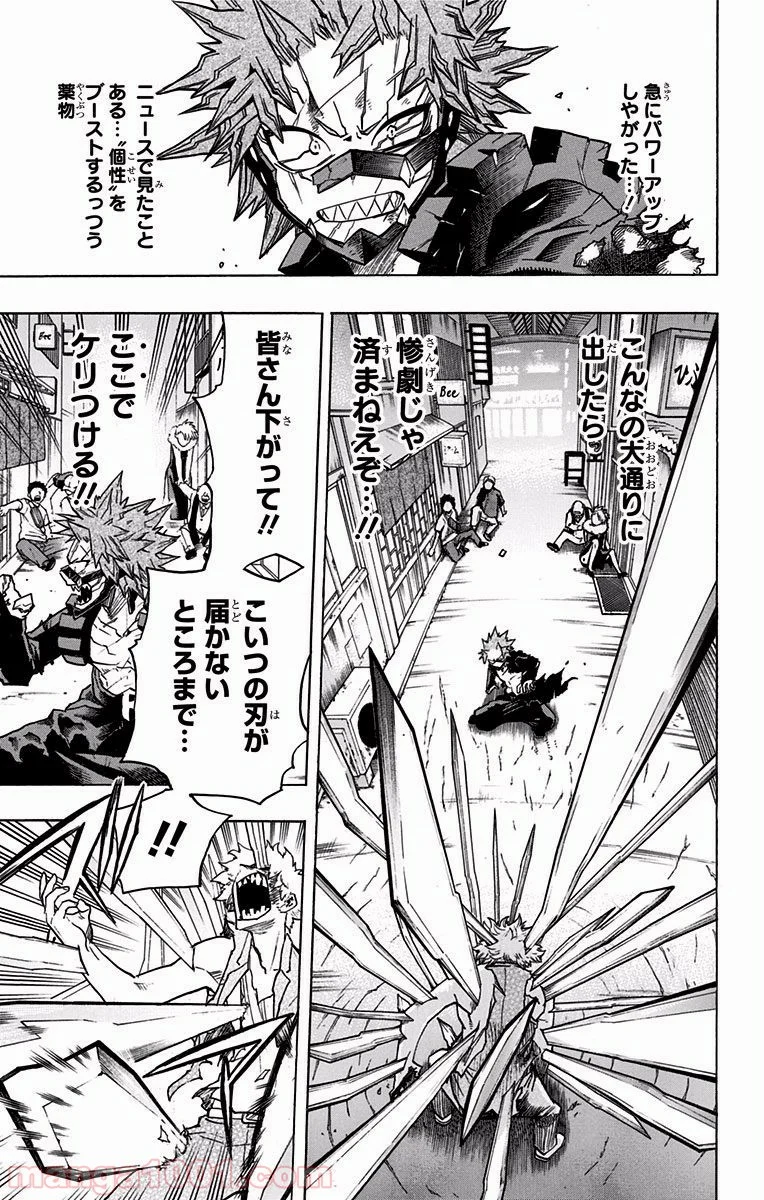 急にパワーアップ
しやがった…!
ニュースで見たこと
ある…"個性"を
ブーストするっつう
薬物
こんなの大通りに
出したら
惨劇じゃ
済まねえぞ…!!
Bee
皆さん下がって!!
こいつの刃が
届かない
ところまで…
ここで
ケリつける!!
Bee
!!